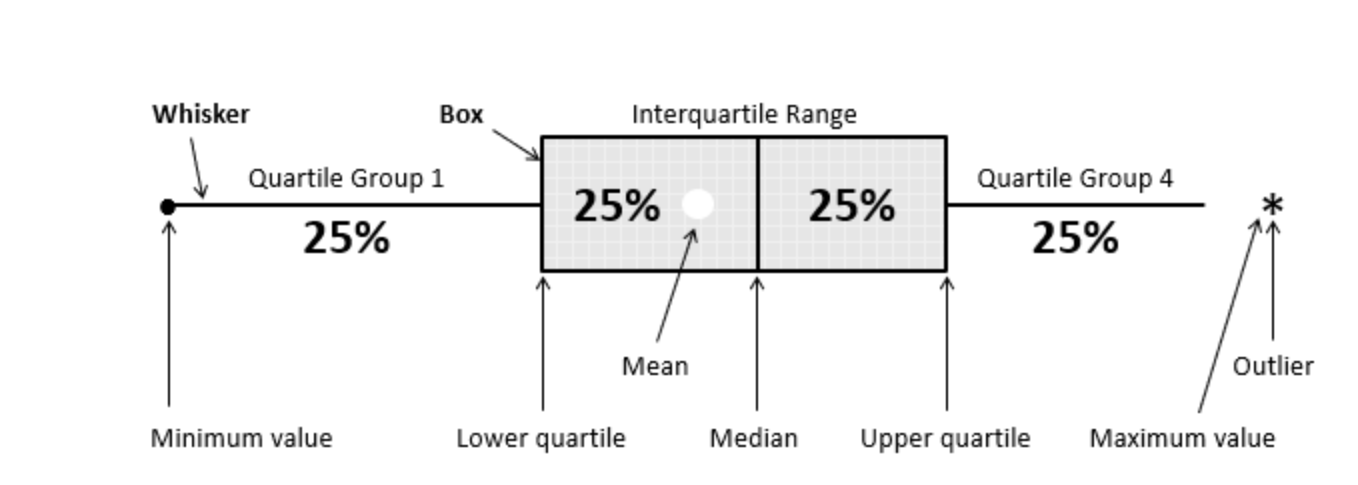 Whisker
Box
Interquartile Range
Quartile Group 1
Quartile Group 4
25%
25%
25%
25%
*
Mean
Outlier
Minimum value
Lower quartile
Median
Upper quartile
Maximum value